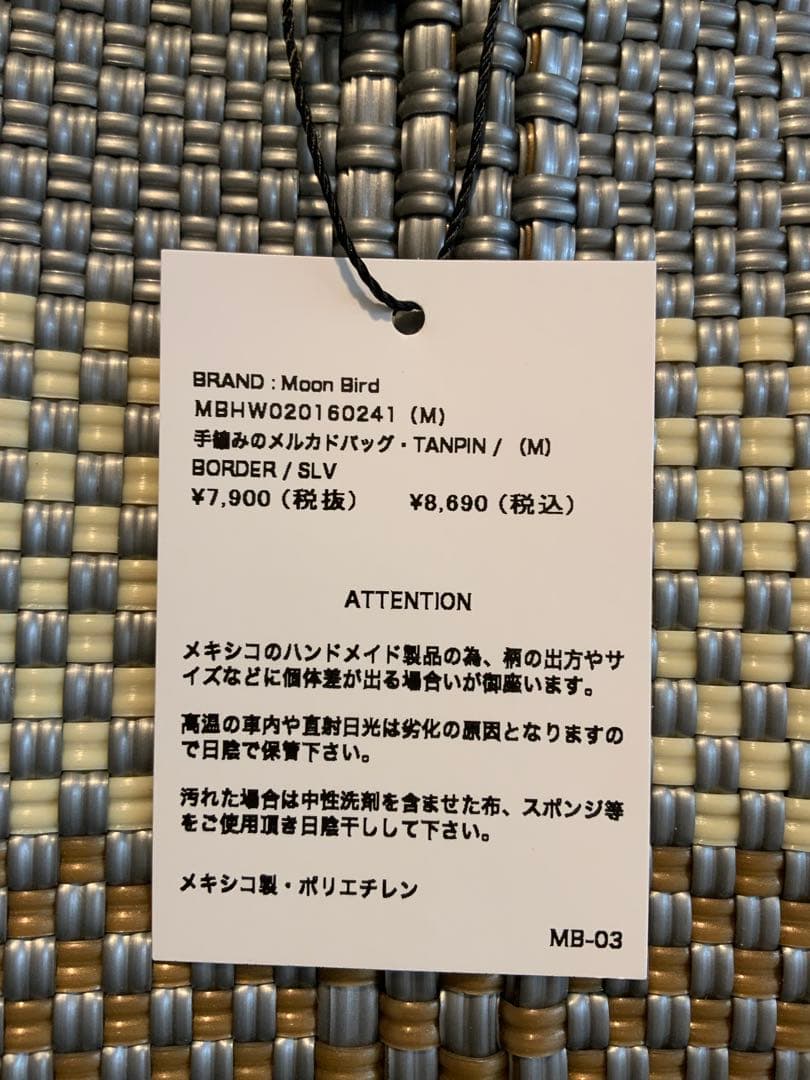 BRAND : Moon Bird
MBHW020160241 (M)
手編みのメルカドバッグ・TANPIN / (M)
BORDER / SLV
¥7,900（税抜） ¥8,690（税込）
ATTENTION
メキシコのハンドメイド製品の為、柄の出方やサ
イズなどに個体差が出る場合いが御座います。
高温の車内や直射日光は劣化の原因となりますの
で日陰で保管下さい。
汚れた場合は中性洗剤を含ませた布、スポンジ等
をご使用頂き日陰干しして下さい。
メキシコ製・ポリエチレン
MB-03